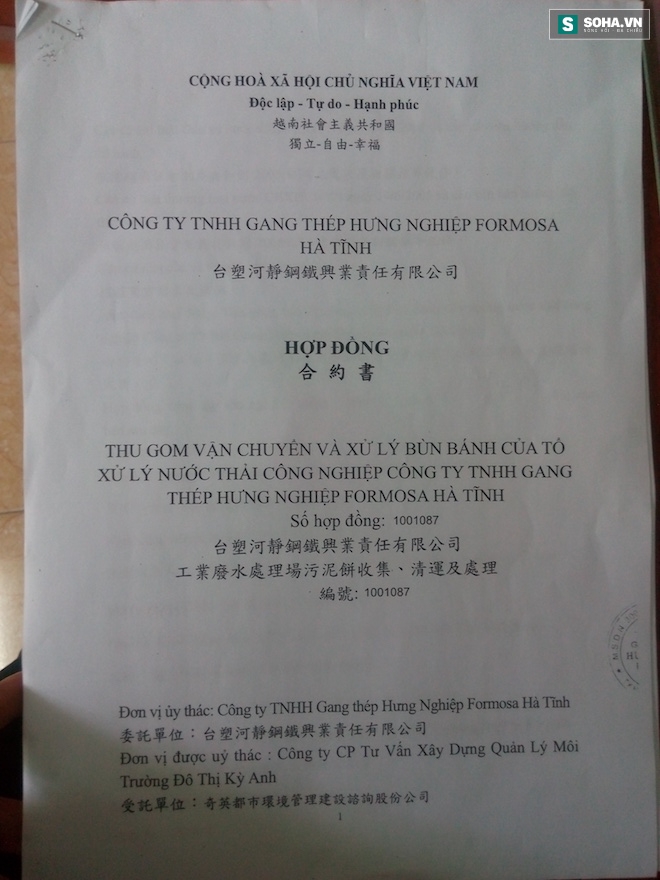 S SOHA.VN
CỘNG HOÀ XÃ HỘI CHỦ NGHĨA VIỆT NAM
Độc lập - Tự do - Hạnh phúc
越南社會主義共和國
獨立-自由-幸福
CÔNG TY TNHH GANG THÉP HƯNG NGHIỆP FORMOSA
HÀ TĨNH
台塑河靜鋼鐵興業責任有限公司
HỢP ĐỒNG
合 約 書
THU GOM VẬN CHUYỂN VÀ XỬ LÝ BÙN BÁNH CỦA TỔ
XỬ LÝ NƯỚC THẢI CÔNG NGHIỆP CÔNG TY TNHH GANG
THÉP HƯNG NGHIỆP FORMOSA HÀ TĨNH
Số hợp đồng: 1001087
台塑河靜鋼鐵興業責任有限公司
工業廢水處理場污泥餅收集、清運及處理
編號: 1001087
M.S.D.N
Đơn vị ủy thác: Công ty TNHH Gang thép Hưng Nghiệp Formosa Hà Tĩnh
委託單位：台塑河靜鋼鐵興業責任有限公司
Đơn vị được uỷ thác : Công ty CP Tư Vấn Xây Dựng Quản Lý Môi
Trường Đô Thị Kỳ Anh
受託單位：奇英都市環境管理建設諮詢股份公司
1